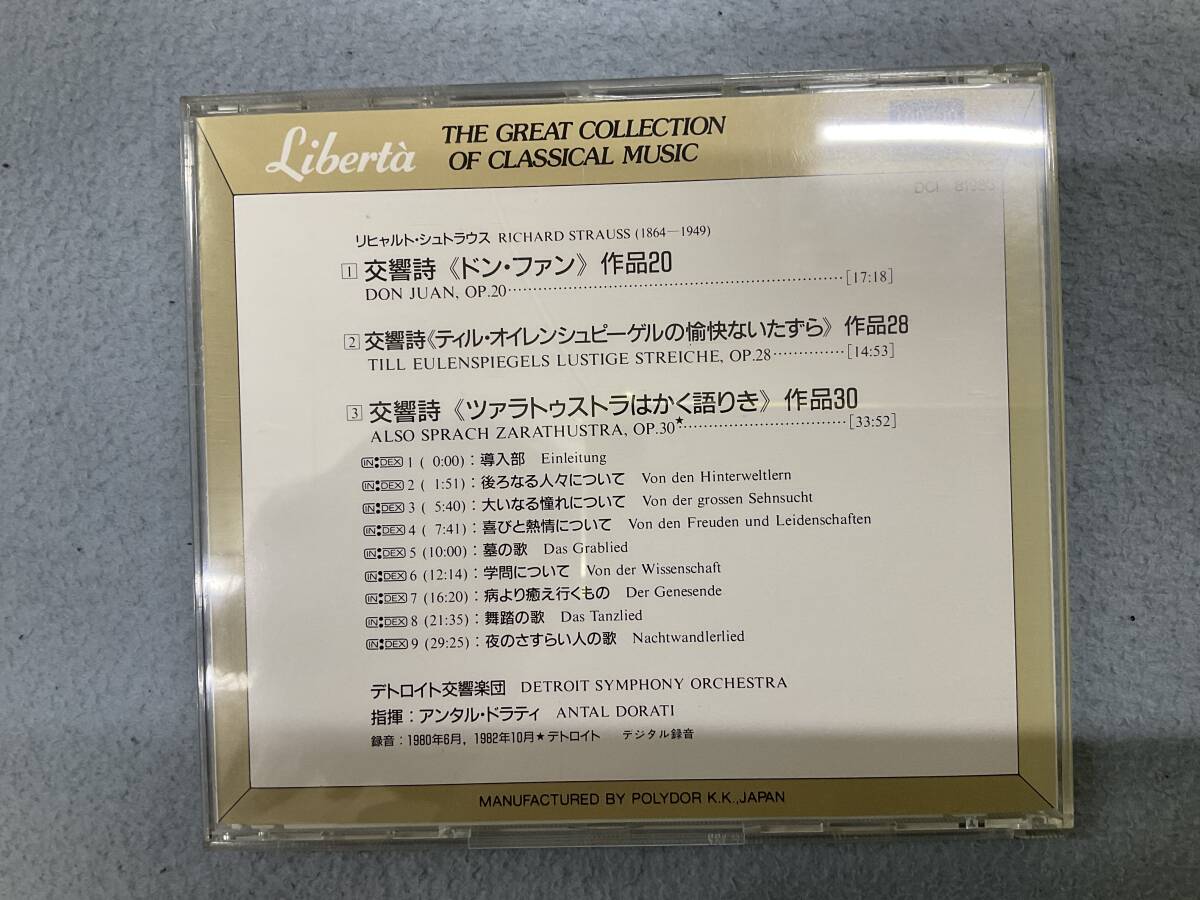 Libertà
THE GREAT COLLECTION
OF CLASSICAL MUSIC
DCI
リヒャルト・シュトラウス RICHARD STRAUSS (1864—1949)
1 交響詩《ドン・ファン》作品20
DON JUAN, OP.20 [17:18]
2 交響詩《ティル・オイレンシュピーゲルの愉快ないたずら》作品28
TILL EULENSPIEGELS LUSTIGE STREICHE, OP.28 [14:53]
3 交響詩《ツァラトゥストラはかく語りき》作品30
ALSO SPRACH ZARATHUSTRA, OP.30★ [33:52]
INDEX 1 ( 0:00) : 導入部 Einleitung
INDEX 2 ( 1:51) : 後ろなる人々について Von den Hinterweltlern
INDEX 3 ( 5:40) : 大いなる憧れについて Von der grossen Sehnsucht
INDEX 4 ( 7:41) : 喜びと熱情について Von den Freuden und Leidenschaften
INDEX 5 (10:00) : 墓の歌 Das Grablied
INDEX 6 (12:14) : 学問について Von der Wissenschaft
INDEX 7 (16:20) : 病より癒え行くもの Der Genesende
INDEX 8 (21:35) : 舞踏の歌 Das Tanzlied
INDEX 9 (29:25) : 夜のさすらい人の歌 Nachtwandlerlied
デトロイト交響楽団 DETROIT SYMPHONY ORCHESTRA
指揮：アンタル・ドラティ ANTAL DORATI
録音：1980年6月, 1982年10月★デトロイト デジタル録音
MANUFACTURED BY POLYDOR K.K., JAPAN